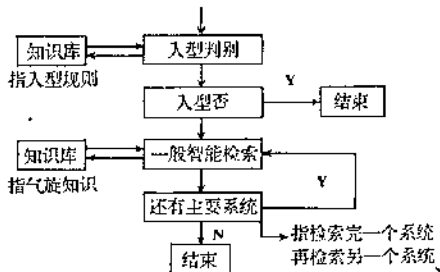 知识库
入型判别
指入型规则
入型否
Y
结束
知识库
一般智能检索
指气族知识
Y
还有主要系统
N
指检索完一个系统
再检索另一个系统
结束